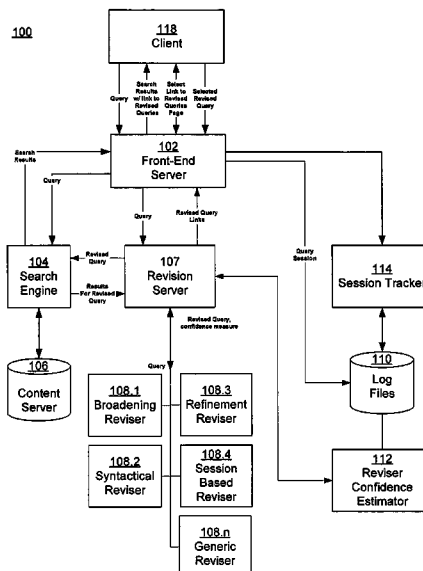 100
118
Client
Query
Search
Results
w/ link to
Revised
Queries
Select
Link to
Revised
Queries
Page
Selected
Revised
Query
102
Front-End
Server
Search
Results
Query
Query
Revised Query
Links
Query
Session
104
Search
Engine
Revised
Query
Results
For Revised
Query
107
Revision
Server
114
Session Tracker
106
Content
Server
Revised Query,
confidence measure
Query
110
Log
Files
108.1
Broadening
Reviser
108.3
Refinement
Reviser
108.2
Syntactical
Reviser
108.4
Session
Based
Reviser
108.n
Generic
Reviser
112
Reviser
Confidence
Estimator